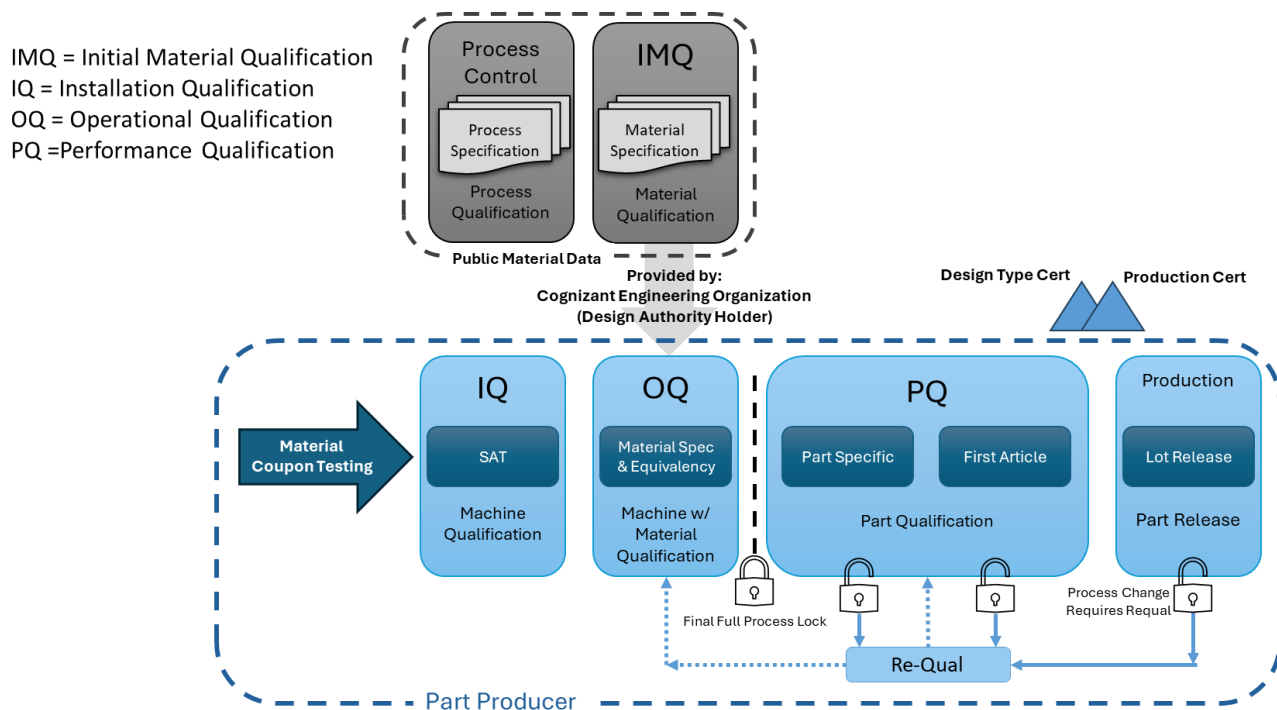 IMQ = Initial Material Qualification
IQ = Installation Qualification
OQ = Operational Qualification
PQ =Performance Qualification
Process
Control
Process
Specification
Process
Qualification
IMQ
Material
Specification
Material
Qualification
Public Material Data
Provided by:
Cognizant Engineering Organization
(Design Authority Holder)
Design Type Cert
Production Cert
Material
Coupon Testing
IQ
SAT
Machine
Qualification
OQ
Material Spec
& Equivalency
Machine w/
Material
Qualification
Final Full Process Lock
PQ
Part Specific
First Article
Part Qualification
Production
Lot Release
Part Release
Process Change
Requires Requal
Re-Qual
Part Producer